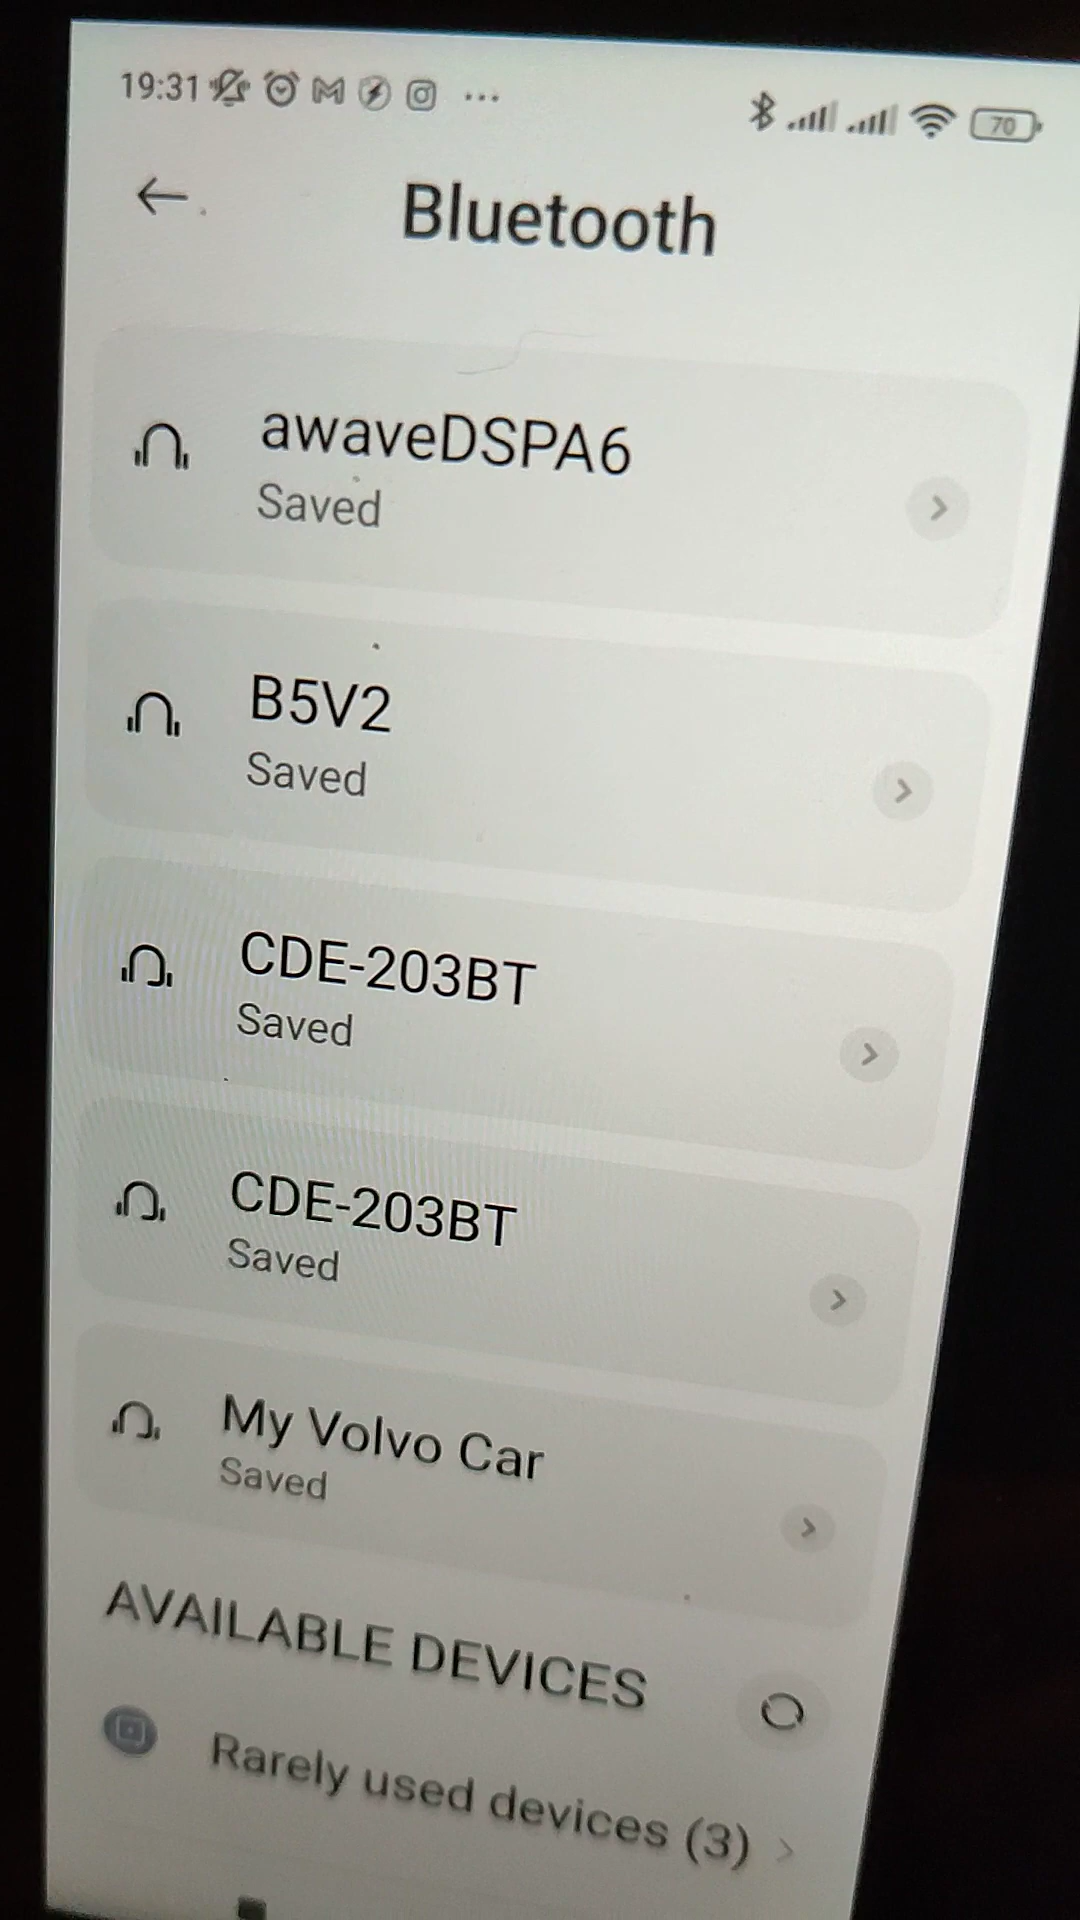 19:31
70
Bluetooth
awaveDSPA6
Saved
B5V2
Saved
CDE-203BT
Saved
CDE-203BT
Saved
My Volvo Car
Saved
AVAILABLE DEVICES
Rarely used devices (3)